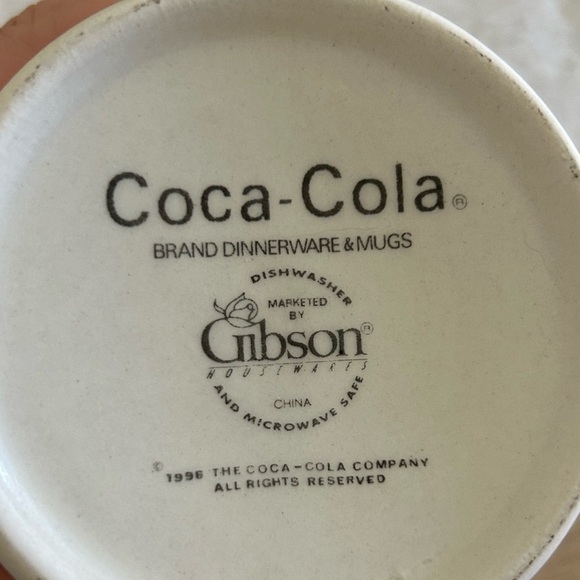 Coca-Cola®
BRAND DINNERWARE & MUGS
DISHWASHER
MARKETED
BY
Gibson®
HOUSEWARES
CHINA
AND MICROWAVE SAFE
© 1996 THE COCA-COLA COMPANY
ALL RIGHTS RESERVED